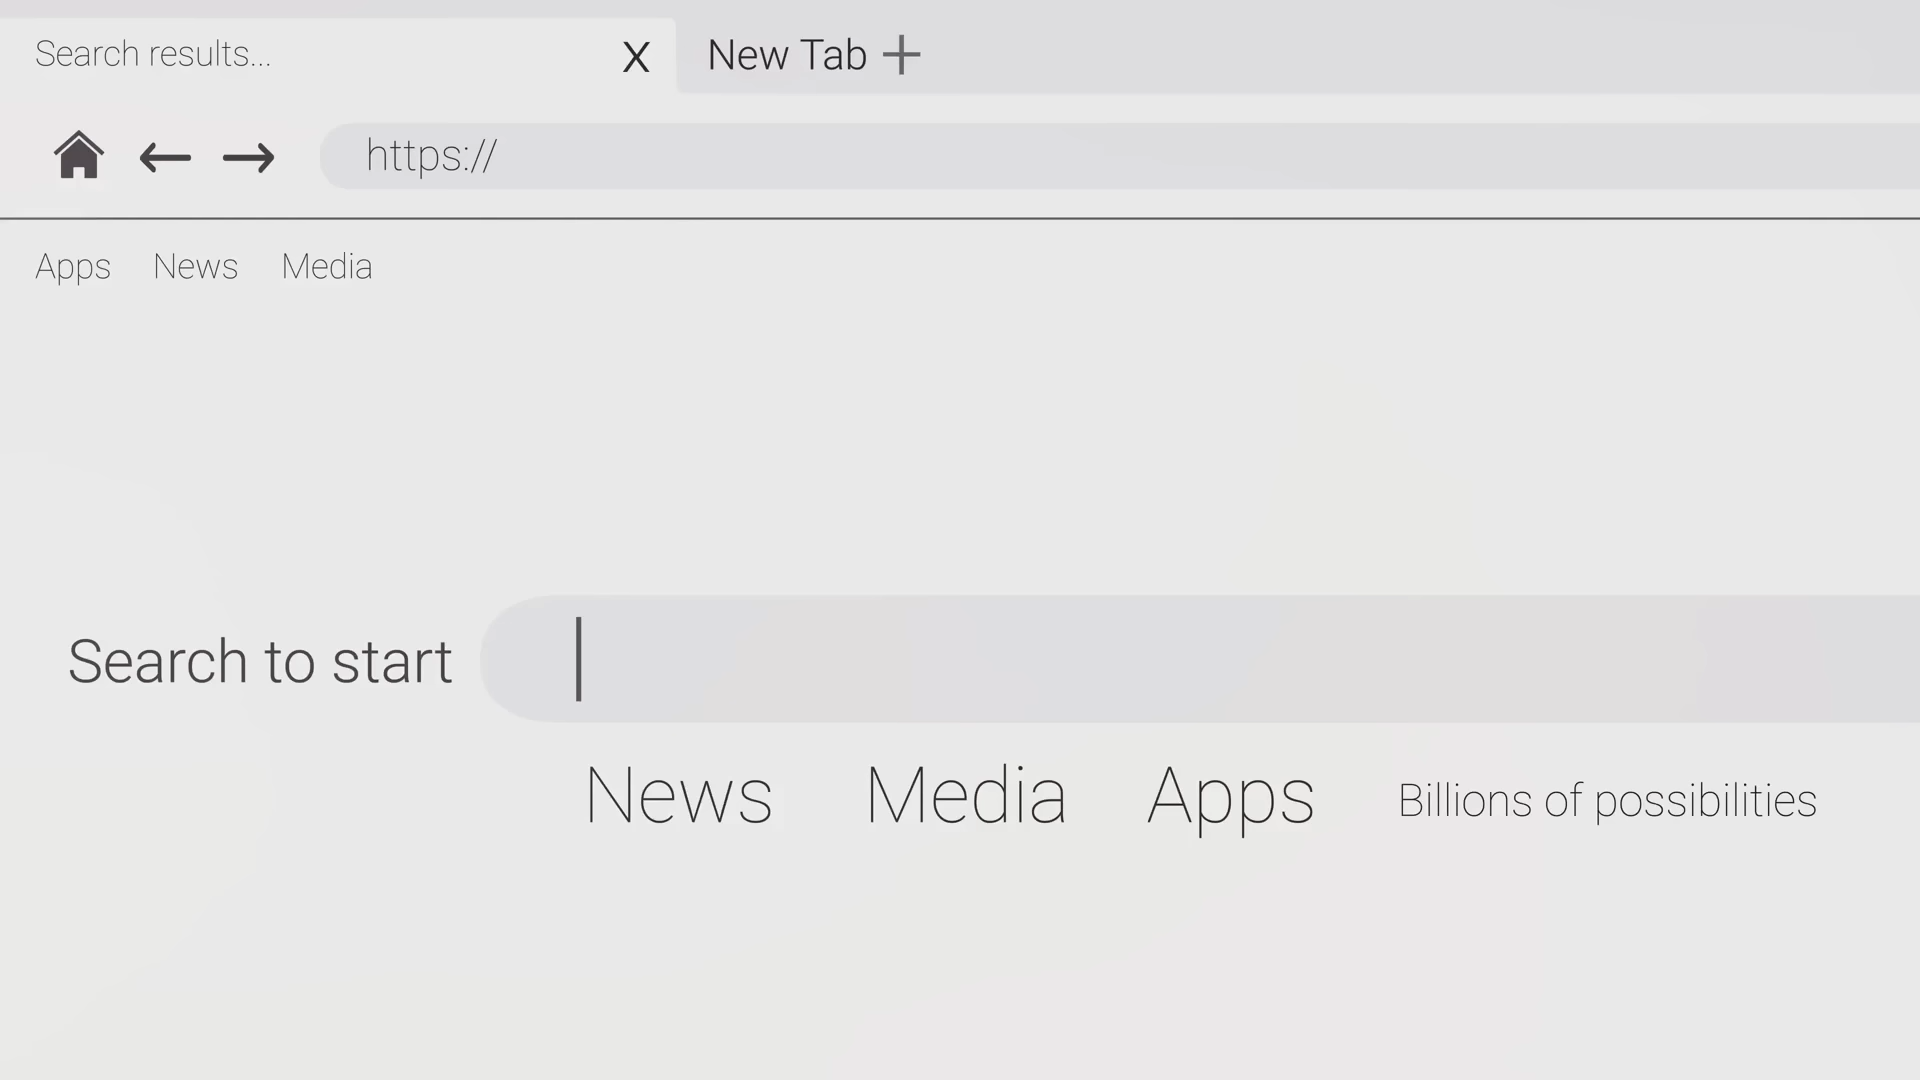 Search results... X New Tab +
https://
Apps News Media
Search to start
News Media Apps Billions of possibilities